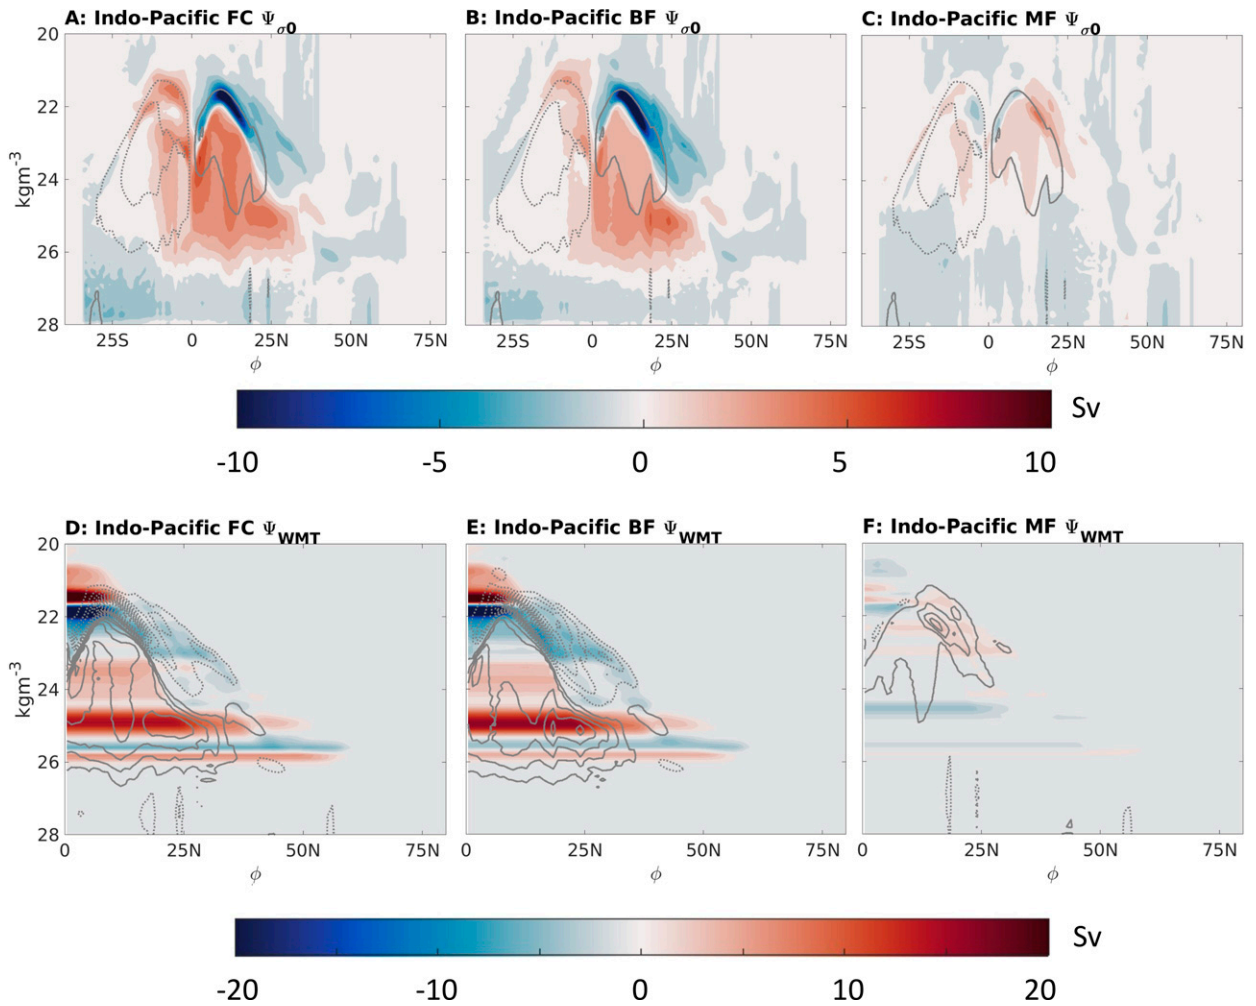 A: Indo-Pacific FC Ψσ0
B: Indo-Pacific BF Ψσ0
C: Indo-Pacific MF Ψσ0
20
22
24
26
28
kgm-3
25S 0 25N 50N 75N
25S 0 25N 50N 75N
25S 0 25N 50N 75N
ϕ
ϕ
ϕ
Sv
-10 -5 0 5 10
D: Indo-Pacific FC ΨWMT
E: Indo-Pacific BF ΨWMT
F: Indo-Pacific MF ΨWMT
20
22
24
26
28
kgm-3
0 25N 50N 75N
0 25N 50N 75N
0 25N 50N 75N
ϕ
ϕ
ϕ
Sv
-20 -10 0 10 20